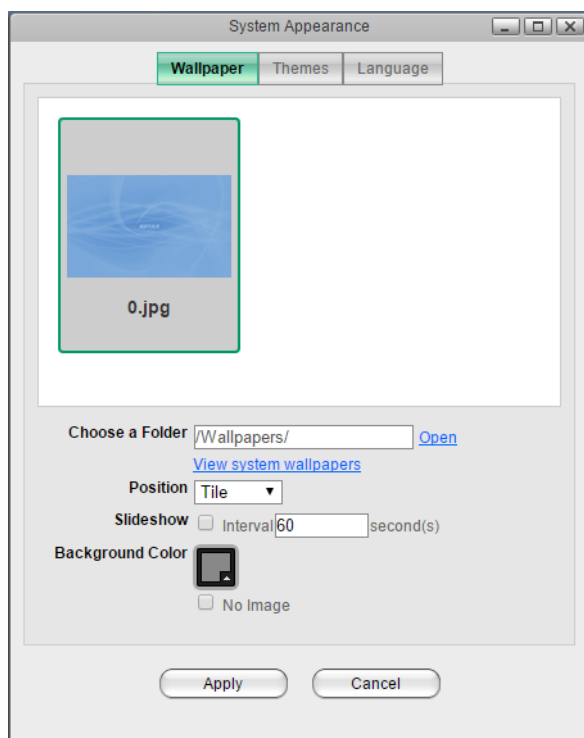 System Appearance
Wallpaper Themes Language
0.jpg
Choose a Folder /Wallpapers/ Open
View system wallpapers
Position Tile
Slideshow Interval 60 second(s)
Background Color
No Image
Apply Cancel